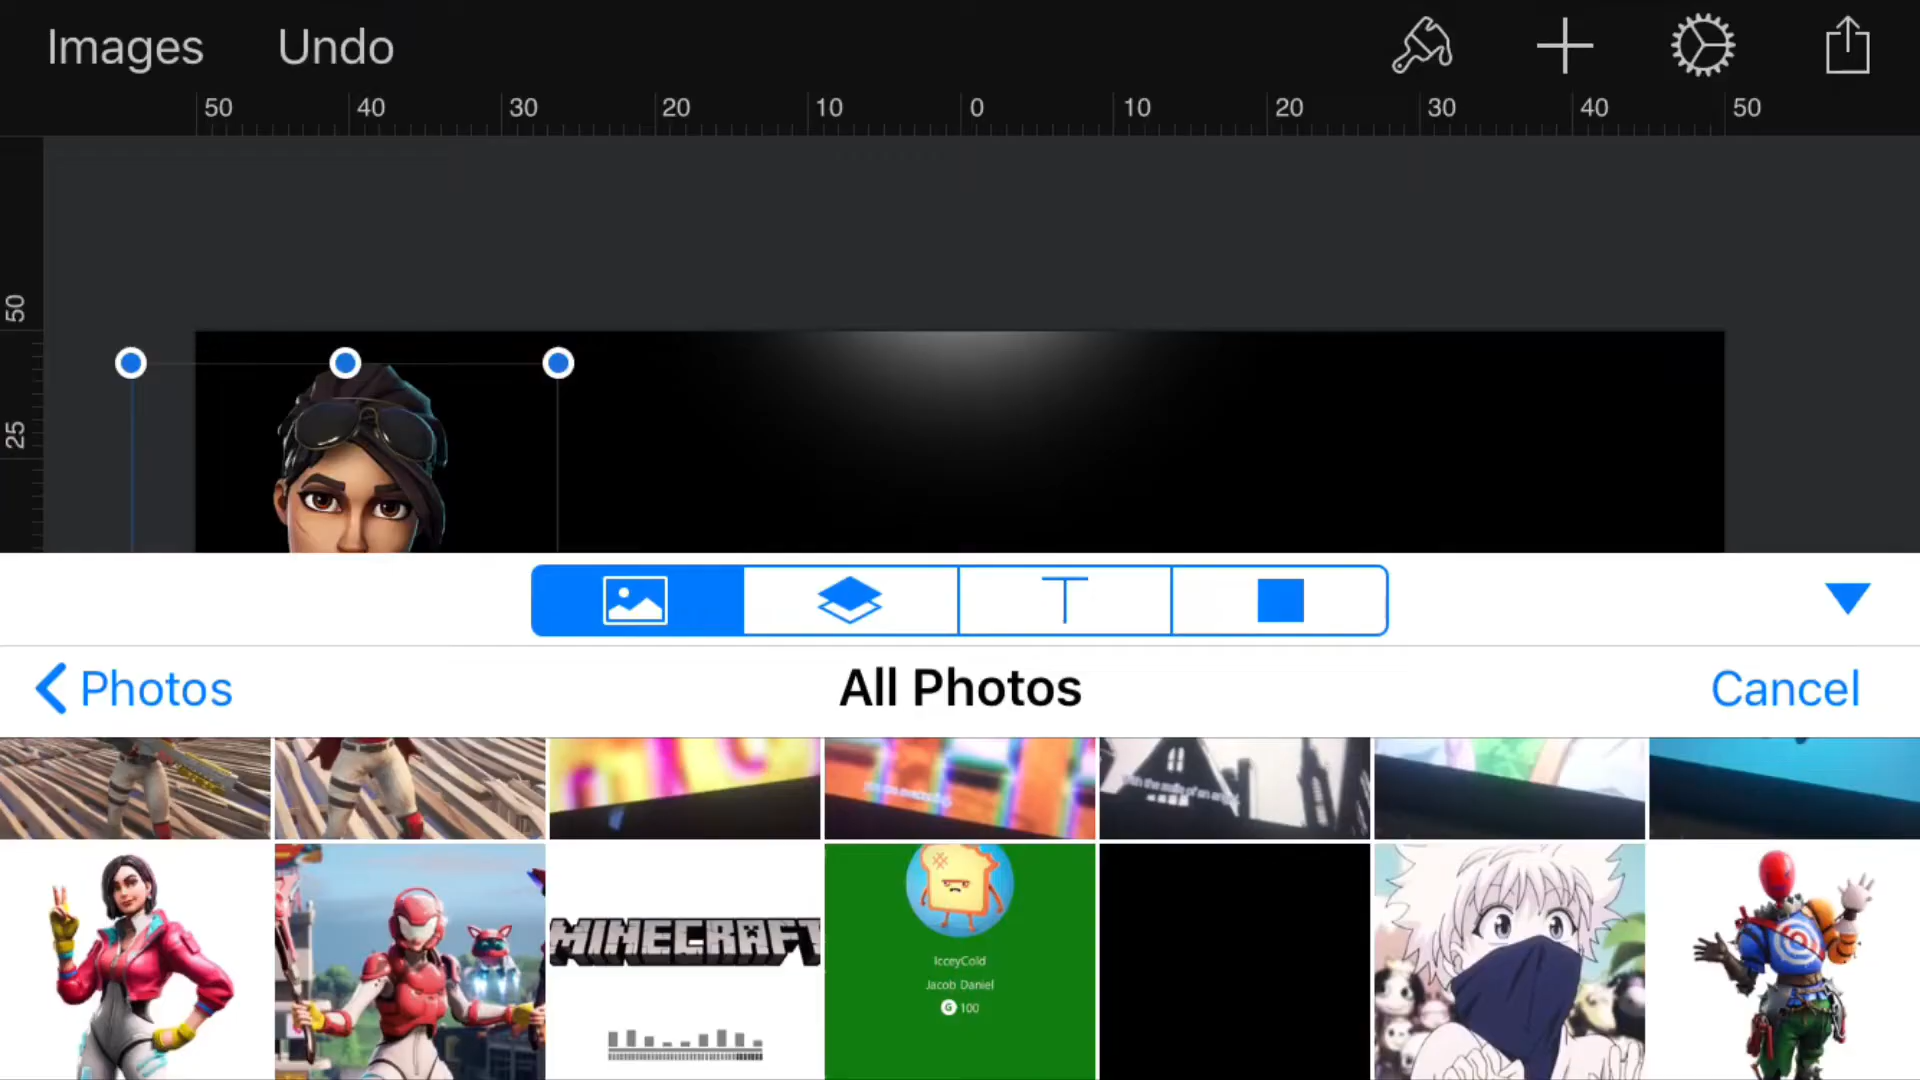 Images Undo
50 40 30 20 10 0 10 20 30 40 50
50
25
Photos All Photos Cancel
MINECRAFT
IcceyCold
Jacob Daniel
G 100